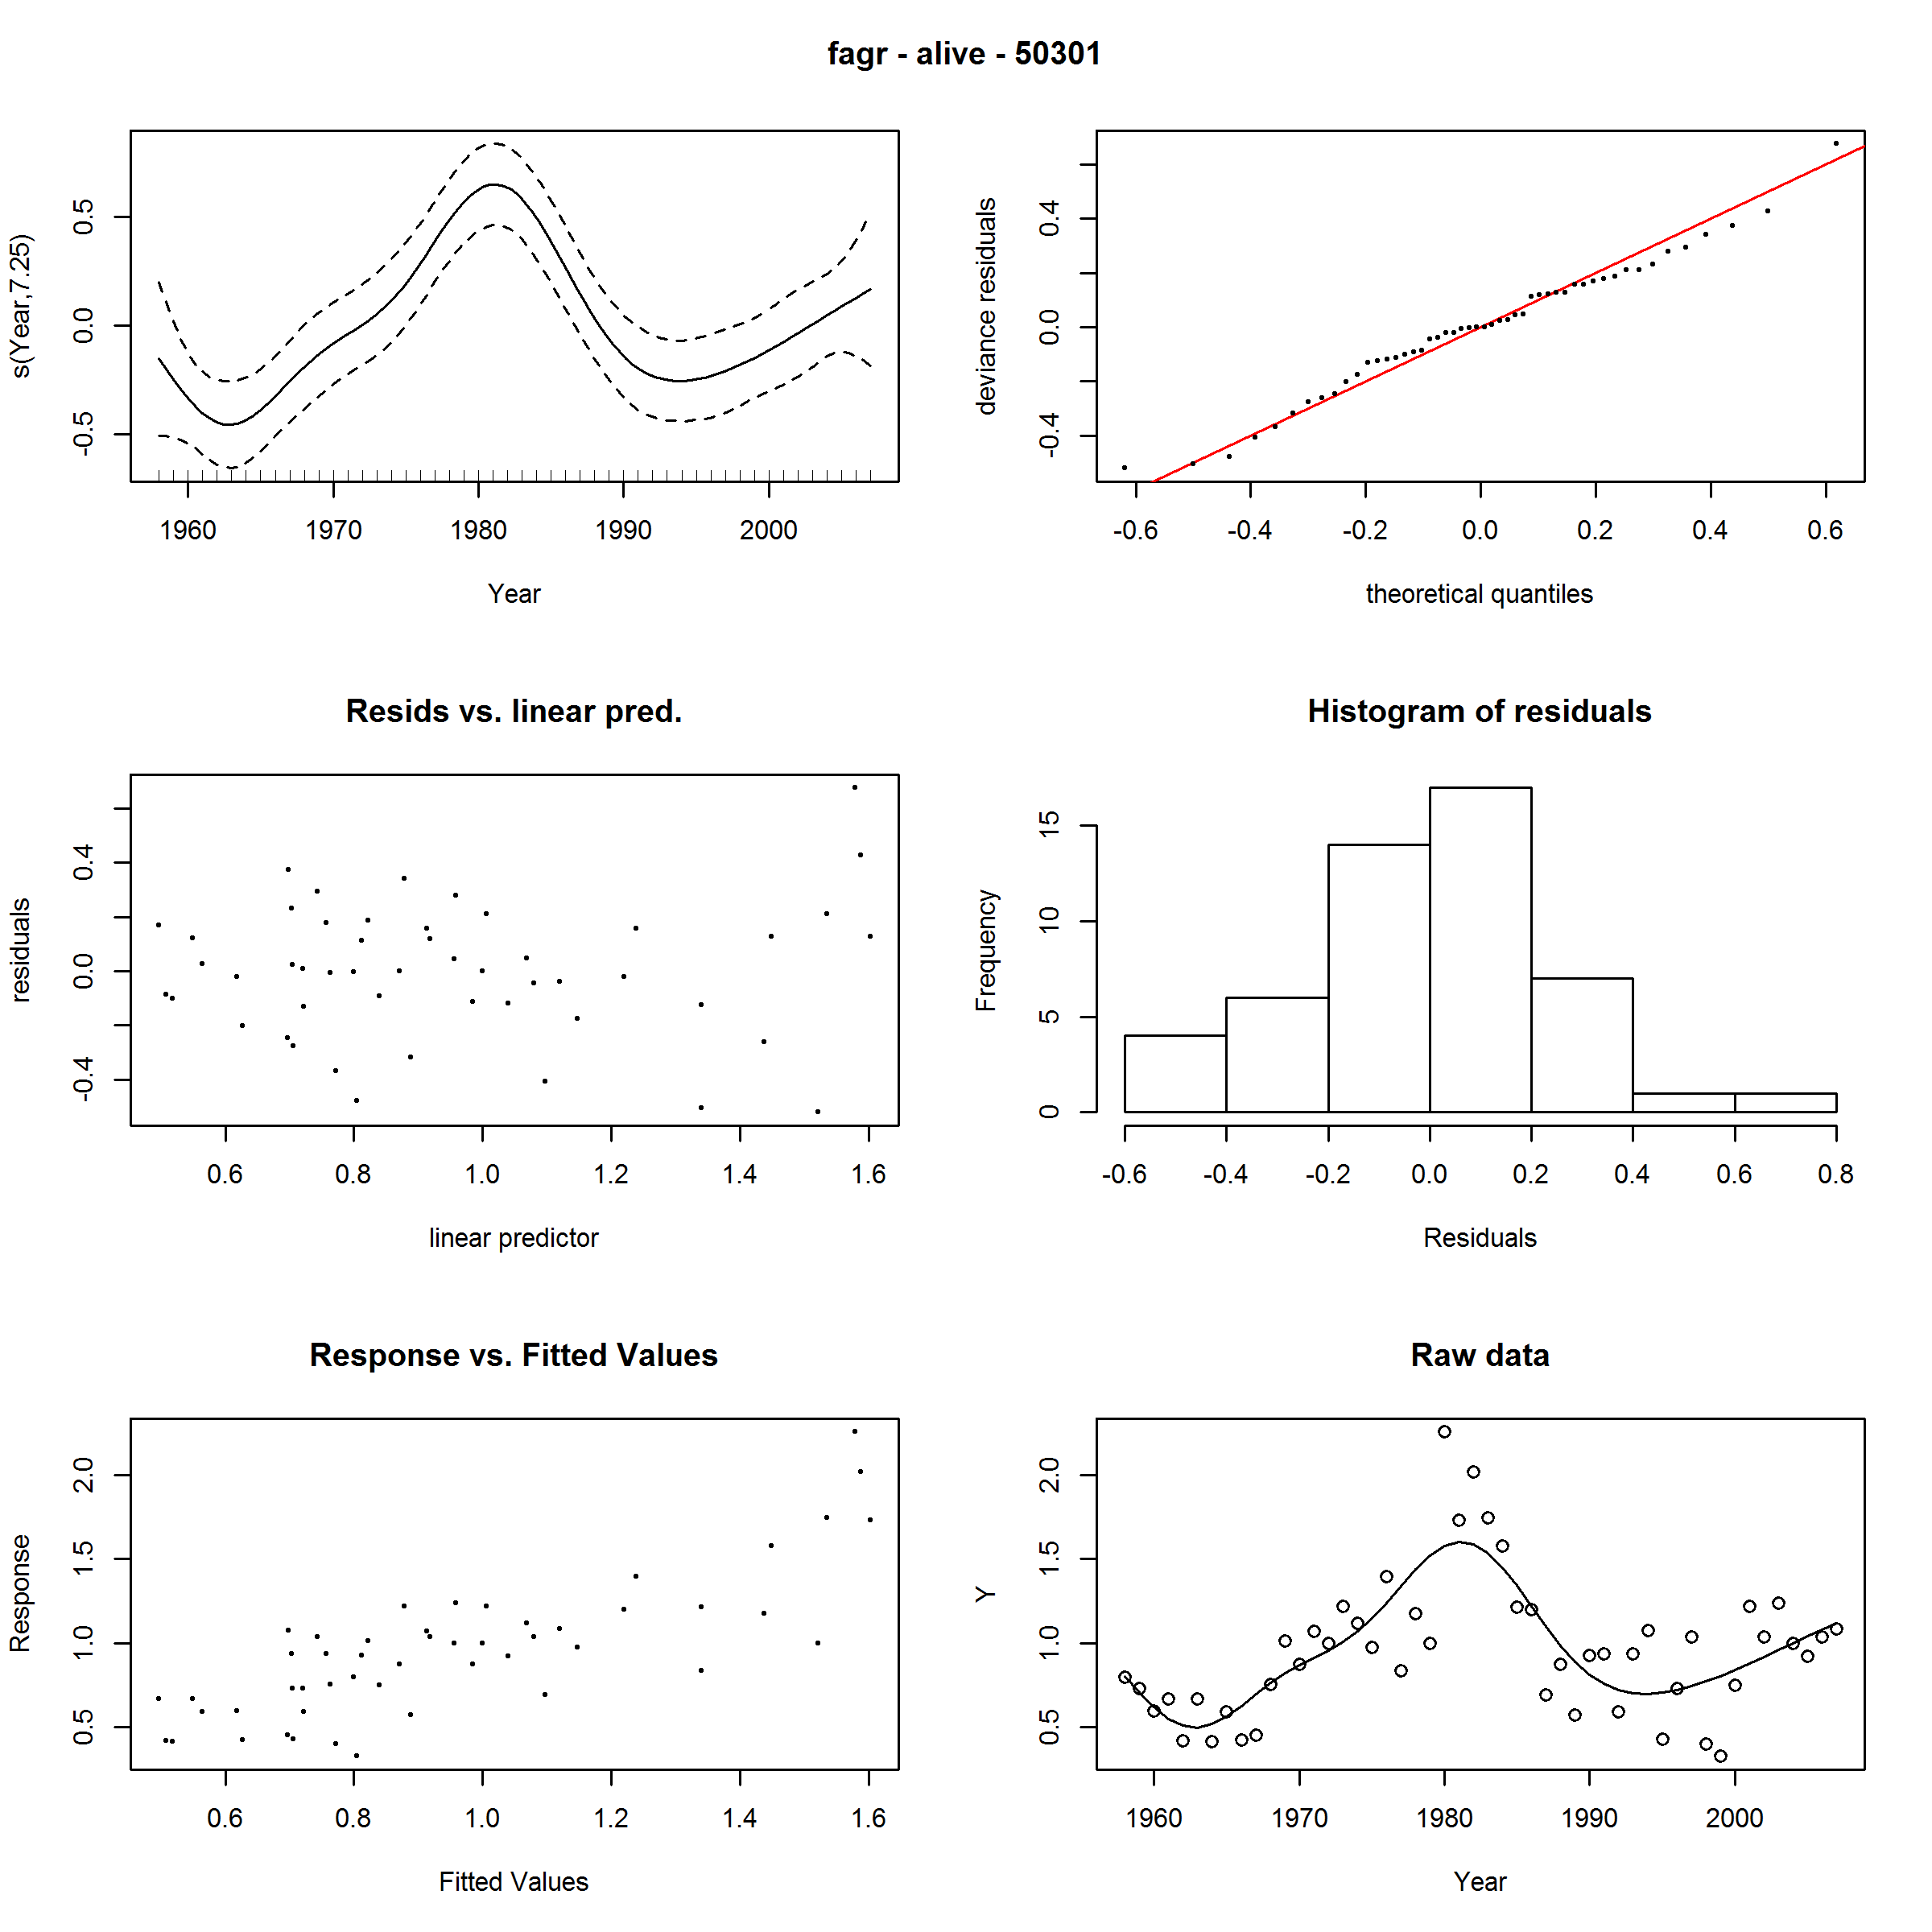 fagr - alive - 50301
s(Year,7.25)
0.5
0.0
-0.5
1960 1970 1980 1990 2000
Year
deviance residuals
0.4
0.0
-0.4
-0.6 -0.4 -0.2 0.0 0.2 0.4 0.6
theoretical quantiles
Resids vs. linear pred.
residuals
0.4
0.0
-0.4
0.6 0.8 1.0 1.2 1.4 1.6
linear predictor
Histogram of residuals
Frequency
15
10
5
0
-0.6 -0.4 -0.2 0.0 0.2 0.4 0.6 0.8
Residuals
Response vs. Fitted Values
Response
2.0
1.5
1.0
0.5
0.6 0.8 1.0 1.2 1.4 1.6
Fitted Values
Raw data
Y
2.0
1.5
1.0
0.5
1960 1970 1980 1990 2000
Year